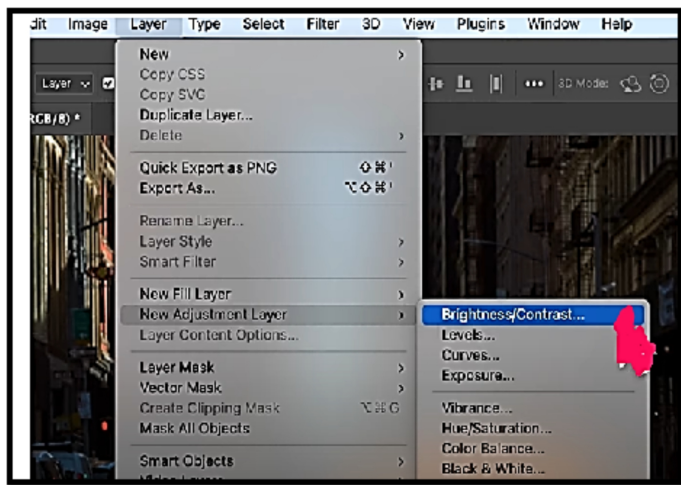 dit Image Layer Type Select Filter 3D View Plugins Window Help
Layer 3D Mode:
RGB/8) *
New
Copy CSS
Copy SVG
Duplicate Layer...
Delete
Quick Export as PNG ⇧⌘'
Export As... ⌥⇧⌘'
Rename Layer...
Layer Style
Smart Filter
New Fill Layer
New Adjustment Layer
Layer Content Options...
Layer Mask
Vector Mask
Create Clipping Mask ⌥⌘G
Mask All Objects
Smart Objects
Video Layers
Brightness/Contrast...
Levels...
Curves...
Exposure...
Vibrance...
Hue/Saturation...
Color Balance...
Black & White...